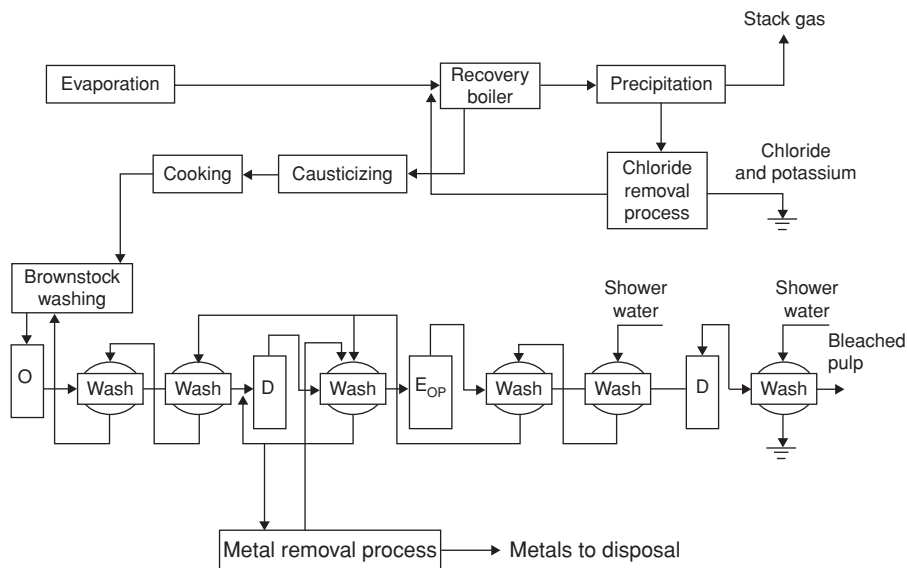 Stack gas
Evaporation
Recovery
boiler
Precipitation
Cooking
Causticizing
Chloride
removal
process
Chloride
and potassium
Brownstock
washing
Shower
water
Shower
water
Bleached
pulp
O
Wash
Wash
D
Wash
EOP
Wash
Wash
D
Wash
Metal removal process
Metals to disposal